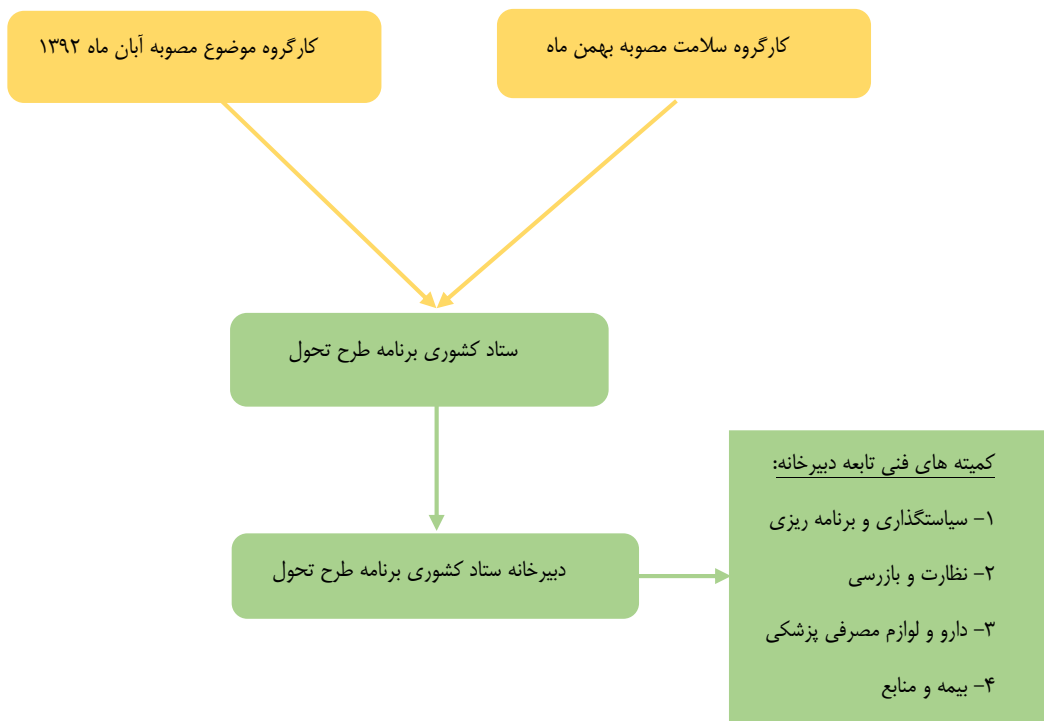 کارگروه سلامت مصوبه بهمن ماه
کارگروه موضوع مصوبه آبان ماه ۱۳۹۲
ستاد کشوری برنامه طرح تحول
دبیرخانه ستاد کشوری برنامه طرح تحول
کمیته های فنی تابعه دبیرخانه:
۱- سیاستگذاری و برنامه ریزی
۲- نظارت و بازرسی
۳- دارو و لوازم مصرفی پزشکی
۴- بیمه و منابع